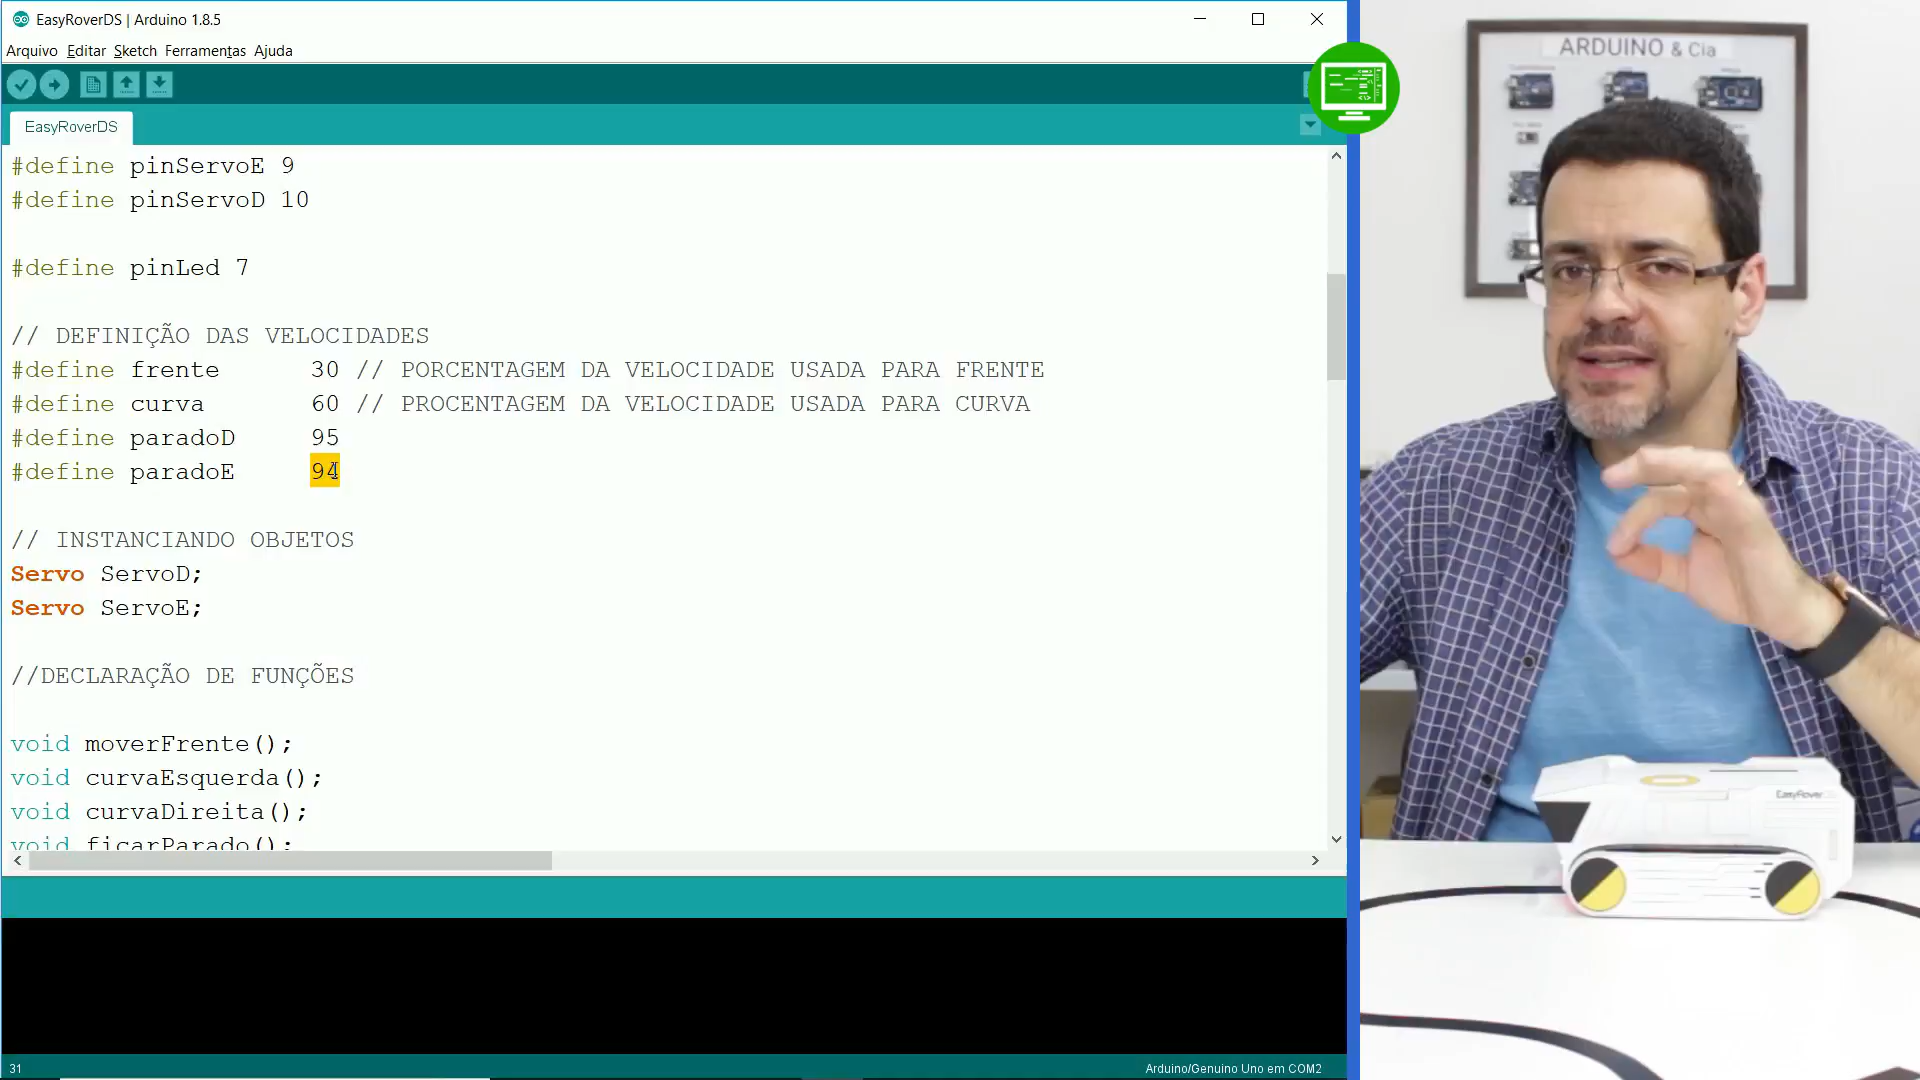 EasyRoverDS | Arduino 1.8.5
Arquivo Editar Sketch Ferramentas Ajuda
EasyRoverDS
#define pinServoE 9
#define pinServoD 10
#define pinLed 7
// DEFINIÇÃO DAS VELOCIDADES
#define frente 30 // PORCENTAGEM DA VELOCIDADE USADA PARA FRENTE
#define curva 60 // PROCENTAGEM DA VELOCIDADE USADA PARA CURVA
#define paradoD 95
#define paradoE 94
// INSTANCIANDO OBJETOS
Servo ServoD;
Servo ServoE;
//DECLARAÇÃO DE FUNÇÕES
void moverFrente();
void curvaEsquerda();
void curvaDireita();
void ficarParado();
31
Arduino/Genuino Uno em COM2
ARDUINO & Cia
EasyRover